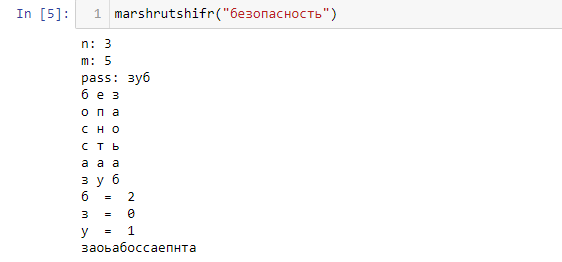 In [5]: 1 marshrutshifr("безопасность")
n: 3
m: 5
pass: зуб
б е з
о п а
с н о
с т ь
а а а
з у б
б = 2
з = 0
у = 1
заоьабоссаепнта